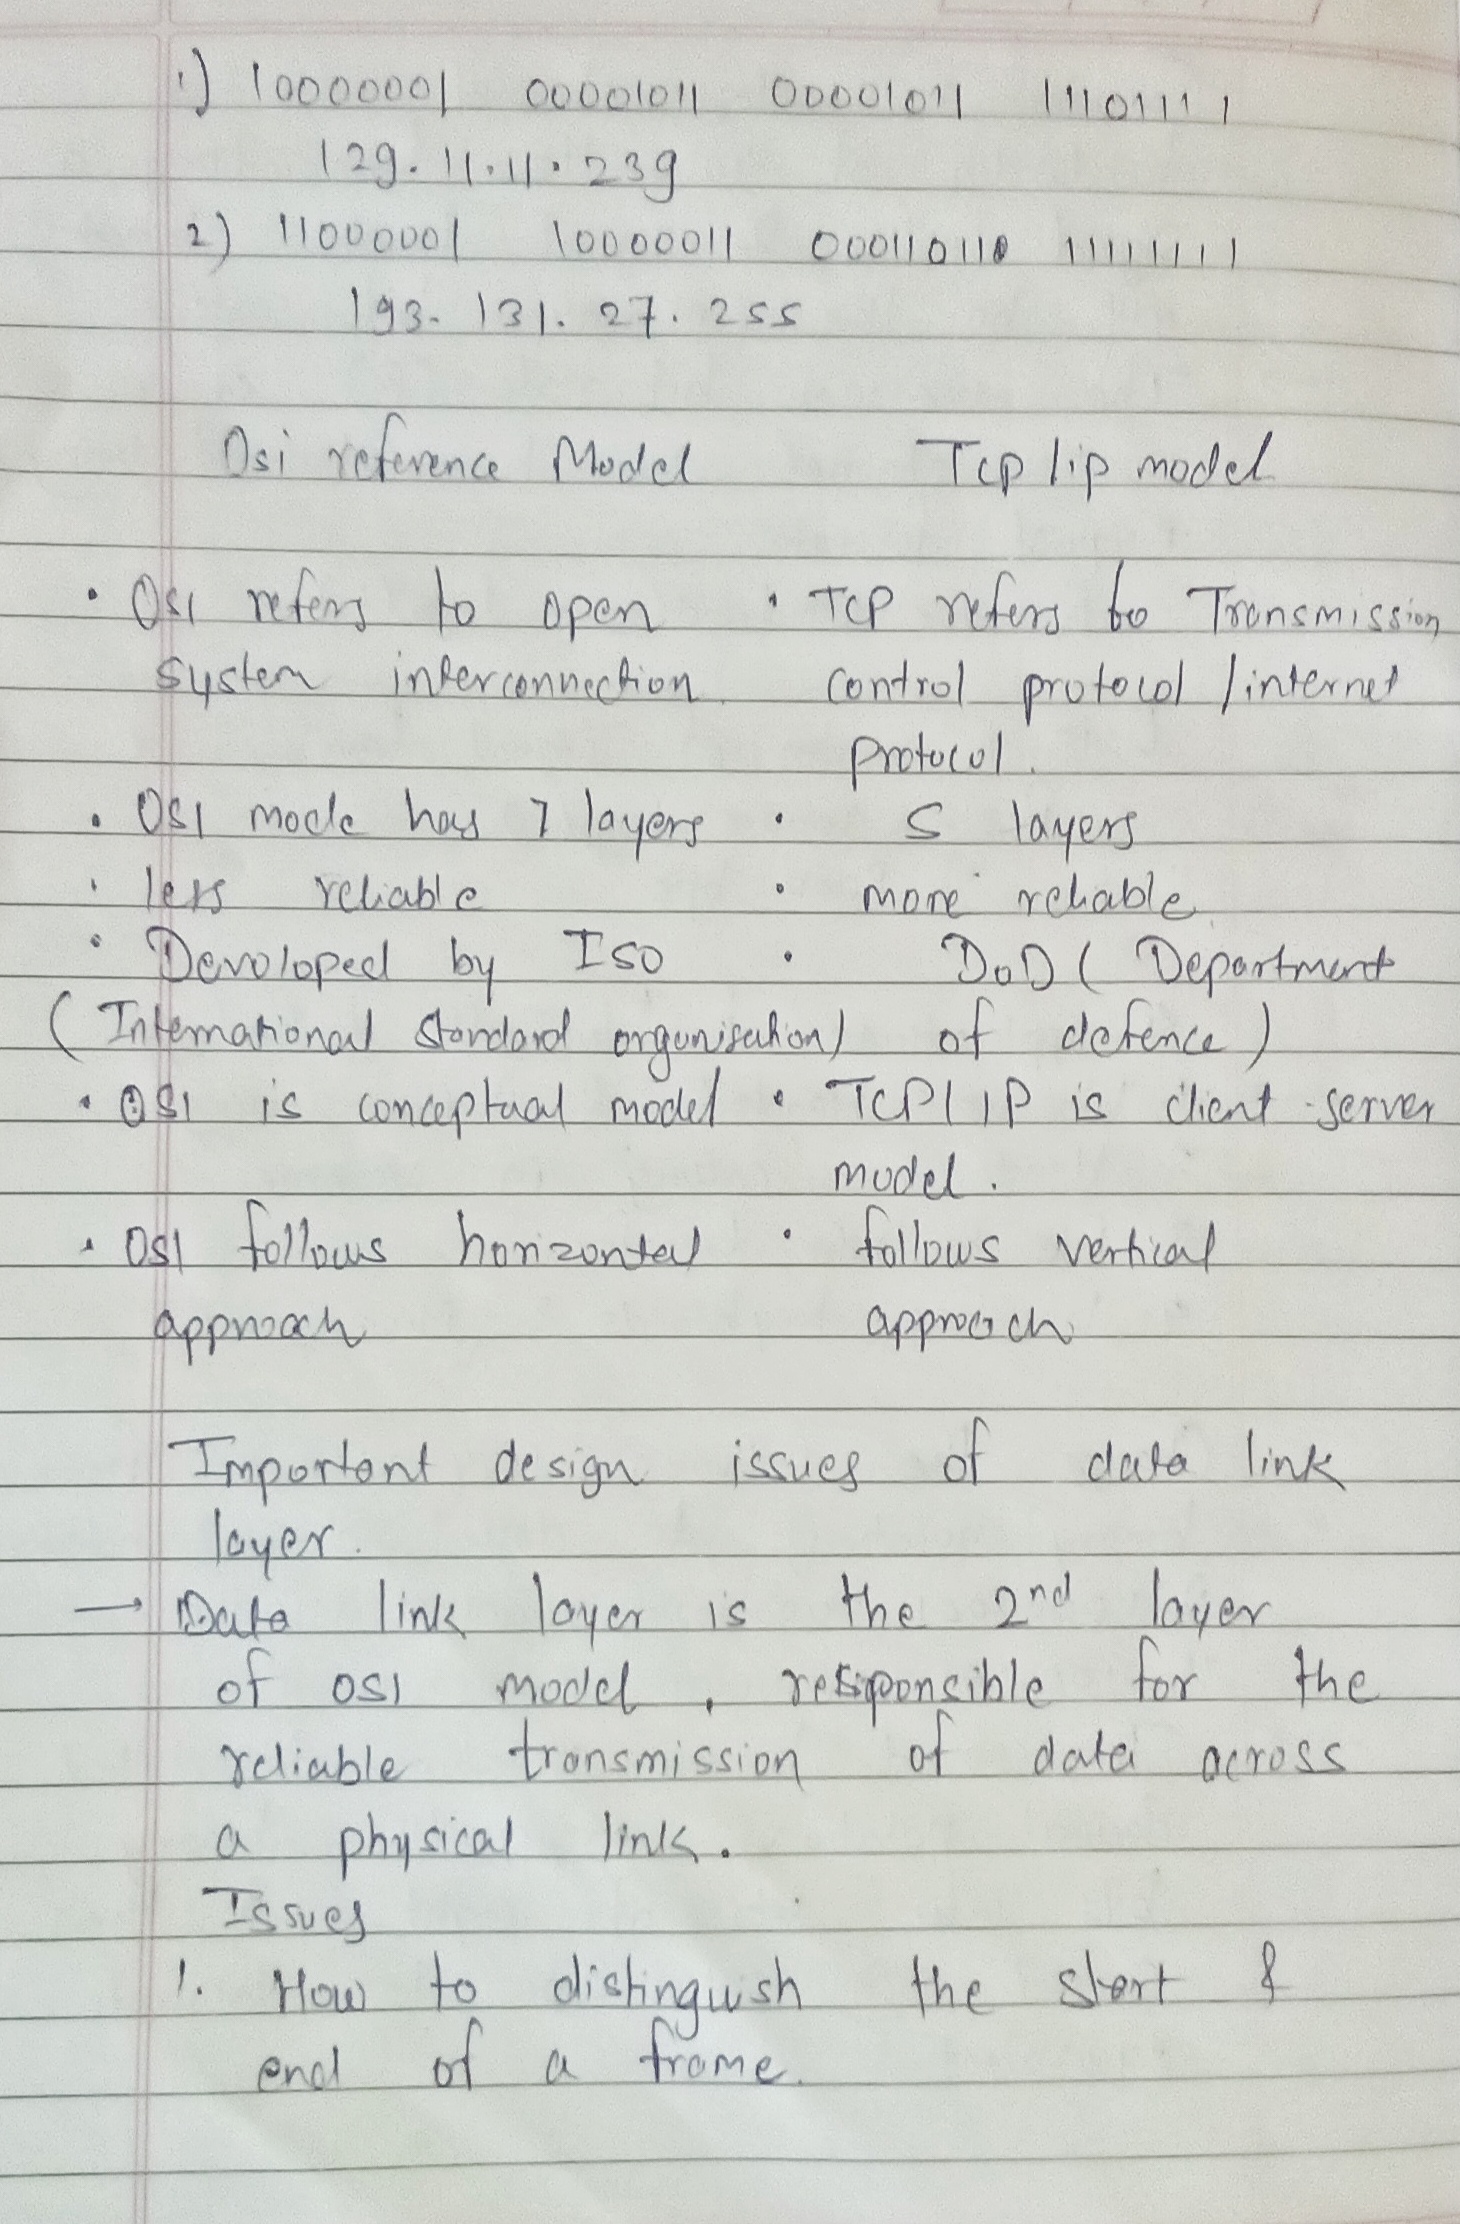 1) 10000001 00001011 00001011 11101111
129.11.11.239
2) 11000001 10000011 000110110 11111111
193.131.27.255
Osi reference Model Tcp/ip model
• OSI refers to open • TCP refers to Transmission
system interconnection. control protocol/internet
protocol.
• OSI mode has 7 layers • 5 layers
• less reliable • more reliable
• Devoloped by ISO • DoD ( Department
( International Standard organisation) of defence )
• OSI is conceptual model • TCP/IP is client-server
model.
• OSI follows horizontal • follows vertical
approach approach
Important design issues of data link
layer.
→ Data link layer is the 2nd layer
of OSI model, responsible for the
reliable transmission of data across
a physical link.
Issues
1. How to distinguish the start &
end of a frame.